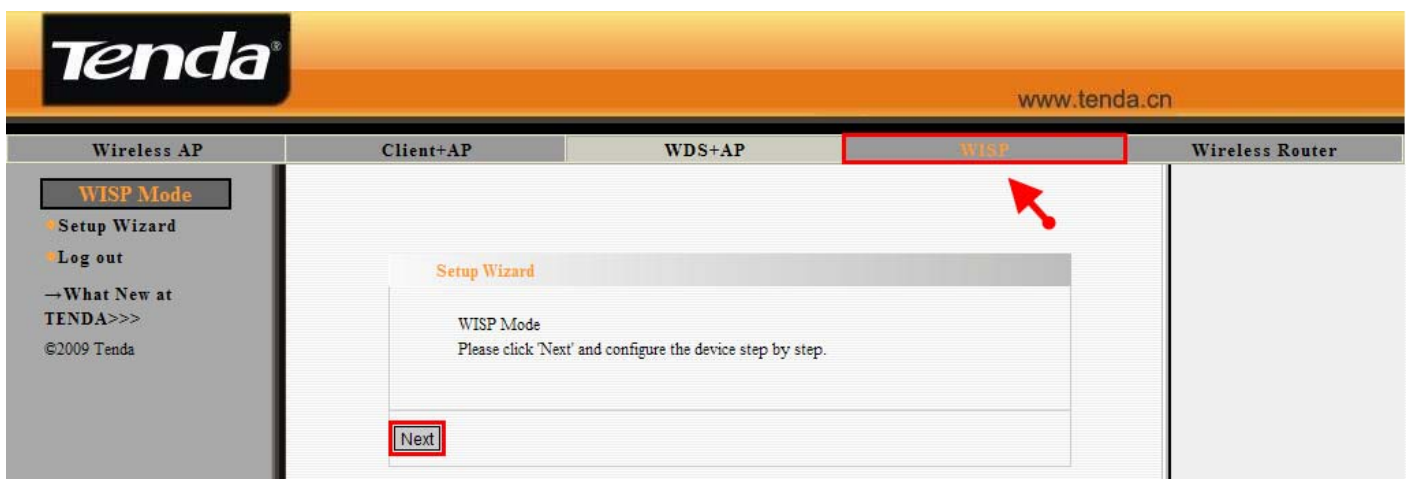 Tenda®
www.tenda.cn
Wireless AP
Client+AP
WDS+AP
WISP
Wireless Router
WISP Mode
Setup Wizard
Log out
→What New at
TENDA>>>
©2009 Tenda
Setup Wizard
WISP Mode
Please click 'Next' and configure the device step by step.
Next